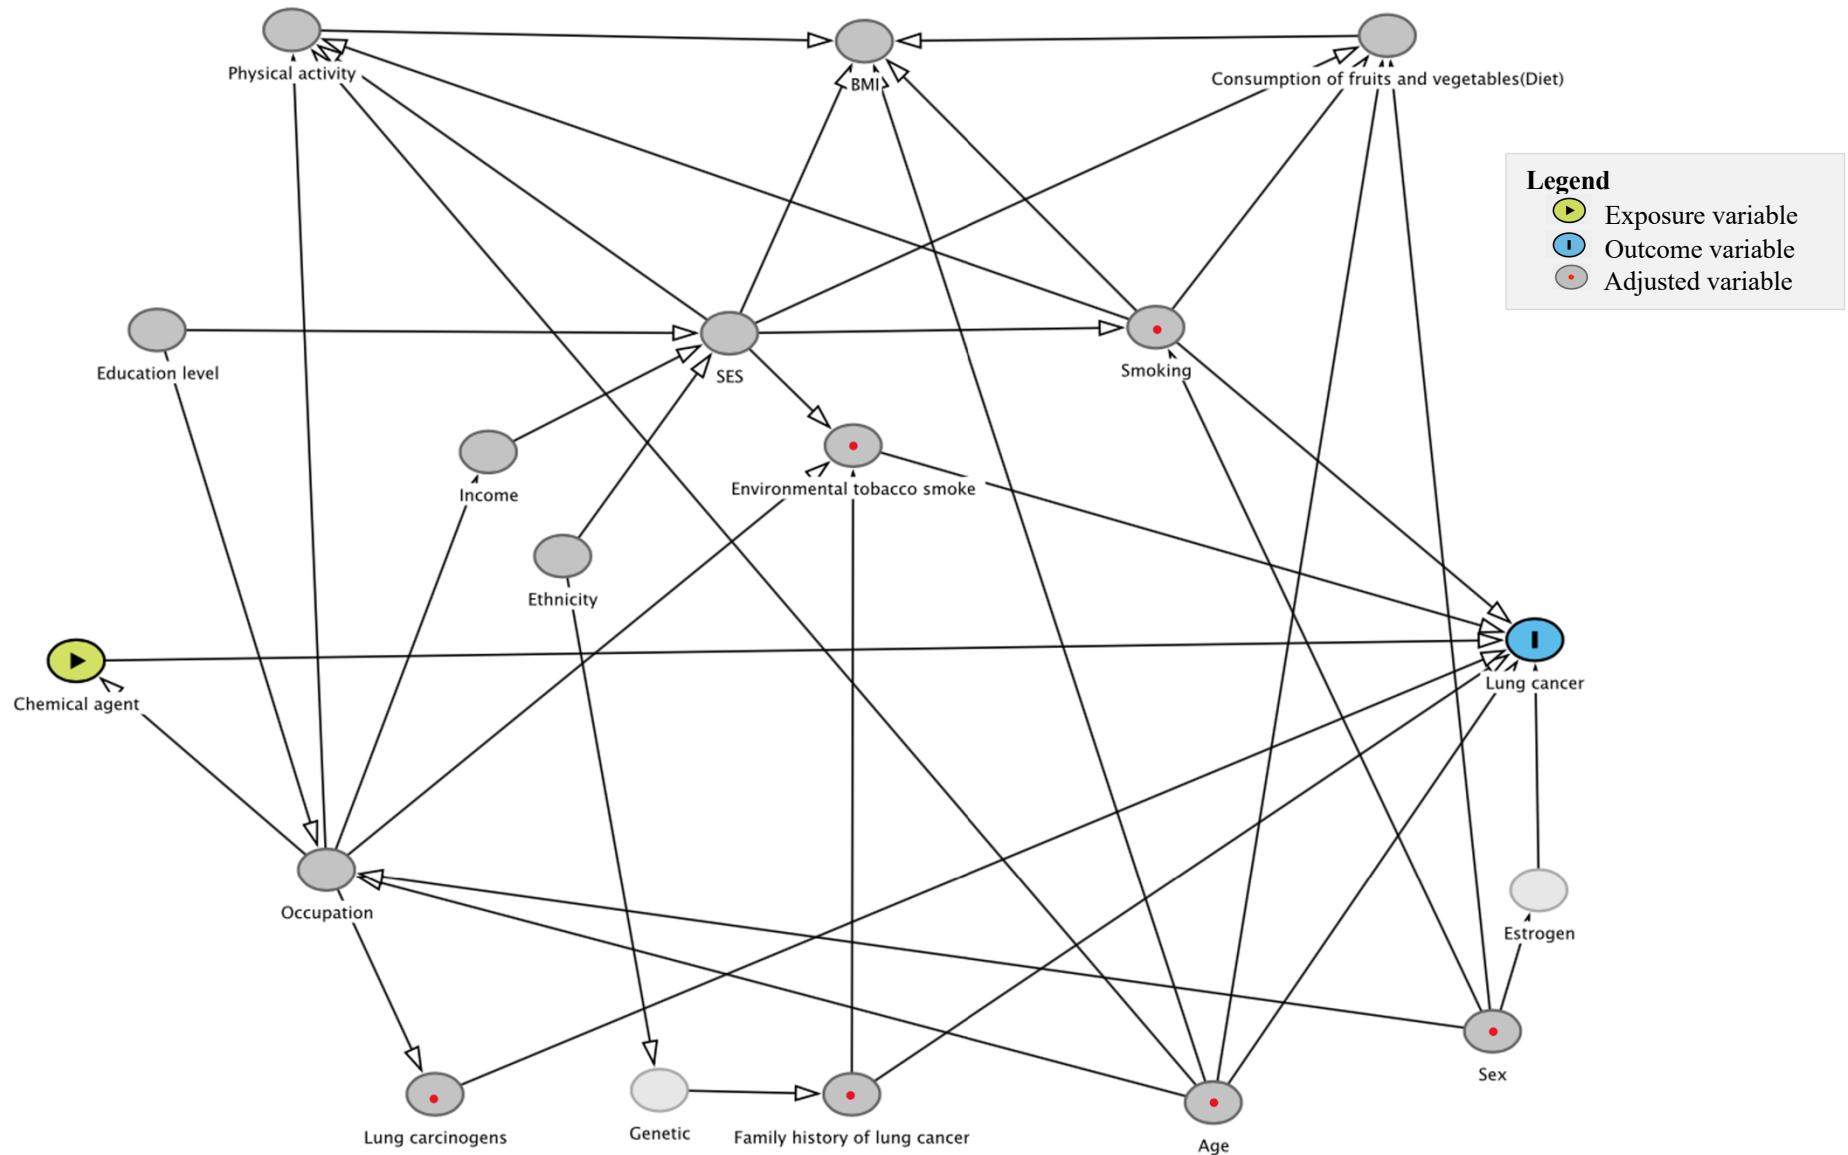 Physical activity
BMI
Consumption of fruits and vegetables(Diet)
Legend
Exposure variable
Outcome variable
Adjusted variable
Education level
SES
Smoking
Income
Environmental tobacco smoke
Ethnicity
Chemical agent
Lung cancer
Occupation
Estrogen
Sex
Lung carcinogens
Genetic
Family history of lung cancer
Age